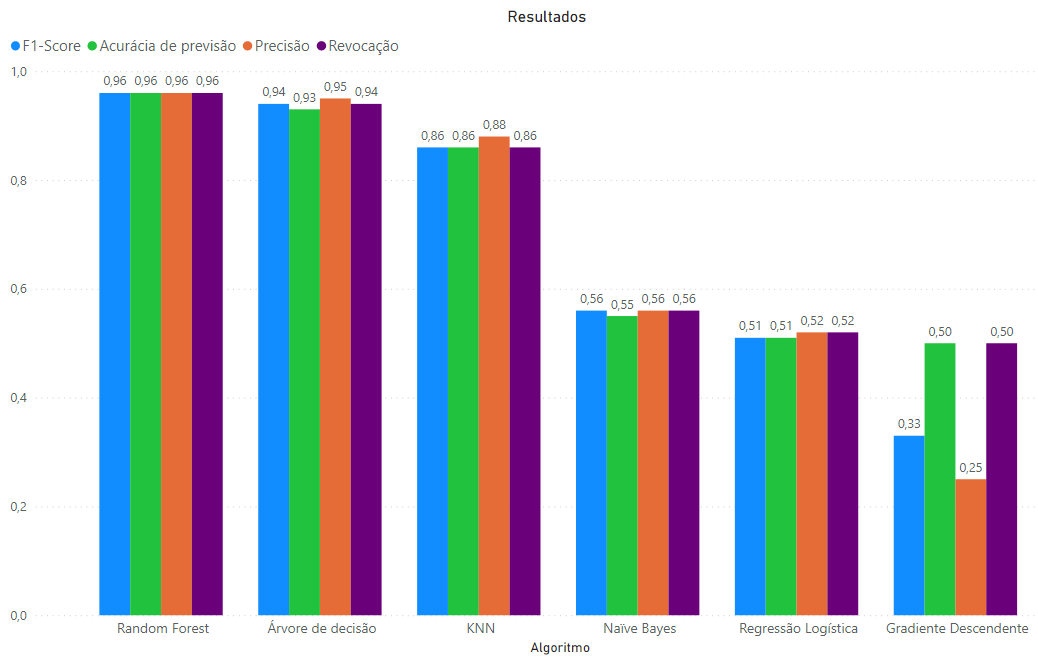 Resultados
F1-Score Acurácia de previsão Precisão Revocação
1,0
0,96 0,96 0,96 0,96
0,94 0,93 0,95 0,94
0,86 0,86 0,88 0,86
0,56 0,55 0,56 0,56
0,51 0,51 0,52 0,52
0,33 0,50 0,25 0,50
0,8
0,6
0,4
0,2
0,0
Random Forest Árvore de decisão KNN Naïve Bayes Regressão Logística Gradiente Descendente
Algoritmo